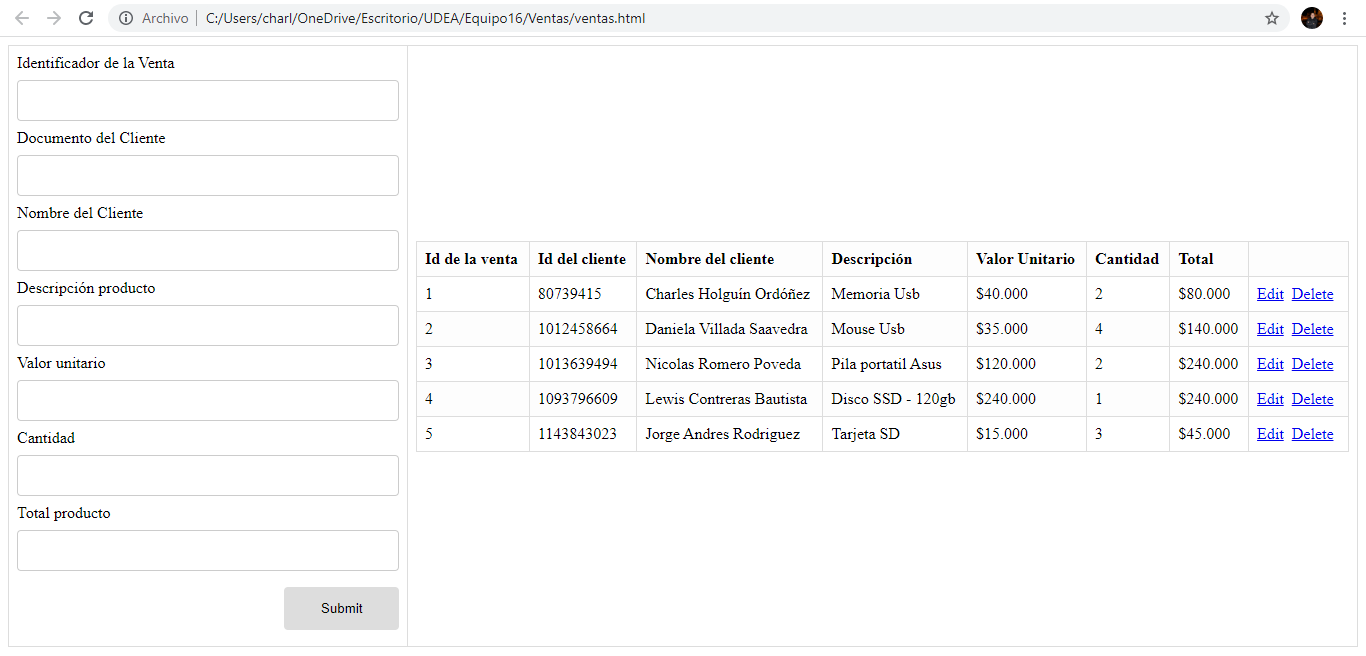 Archivo C:/Users/charl/OneDrive/Escritorio/UDEA/Equipo16/Ventas/ventas.html
Identificador de la Venta
Documento del Cliente
Nombre del Cliente
Descripción producto
Valor unitario
Cantidad
Total producto
Submit
Id de la venta Id del cliente Nombre del cliente Descripción Valor Unitario Cantidad Total
1 80739415 Charles Holguín Ordóñez Memoria Usb $40.000 2 $80.000 Edit Delete
2 1012458664 Daniela Villada Saavedra Mouse Usb $35.000 4 $140.000 Edit Delete
3 1013639494 Nicolas Romero Poveda Pila portatil Asus $120.000 2 $240.000 Edit Delete
4 1093796609 Lewis Contreras Bautista Disco SSD - 120gb $240.000 1 $240.000 Edit Delete
5 1143843023 Jorge Andres Rodriguez Tarjeta SD $15.000 3 $45.000 Edit Delete